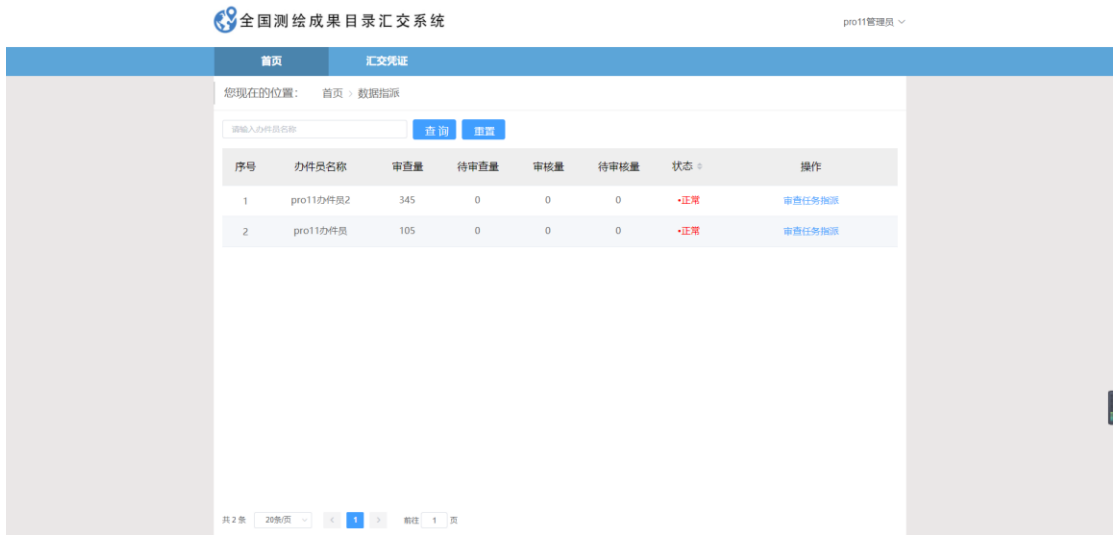 全国测绘成果目录汇交系统 pro11管理员
首页 汇交凭证
您现在的位置： 首页 › 数据指派
请输入办件员名称 查询 重置
序号 办件员名称 审查量 待审查量 审核量 待审核量 状态 操作
1 pro11办件员2 345 0 0 0 •正常 审查任务指派
2 pro11办件员 105 0 0 0 •正常 审查任务指派
共 2 条 20条/页 < 1 > 前往 1 页